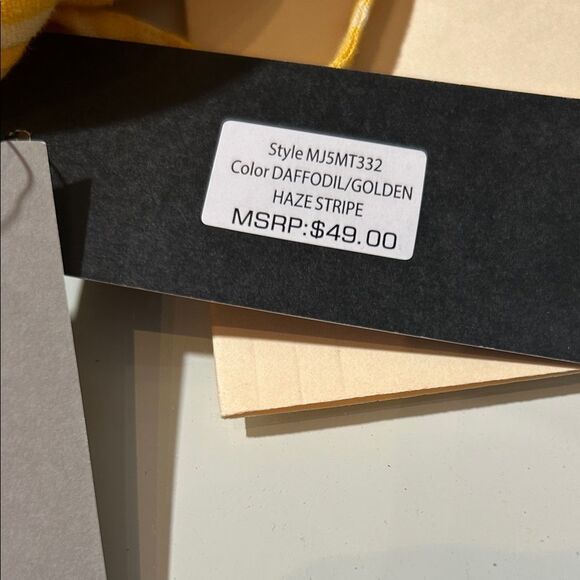 Style MJ5MT332
Color DAFFODIL/GOLDEN
HAZE STRIPE
MSRP:$49.00